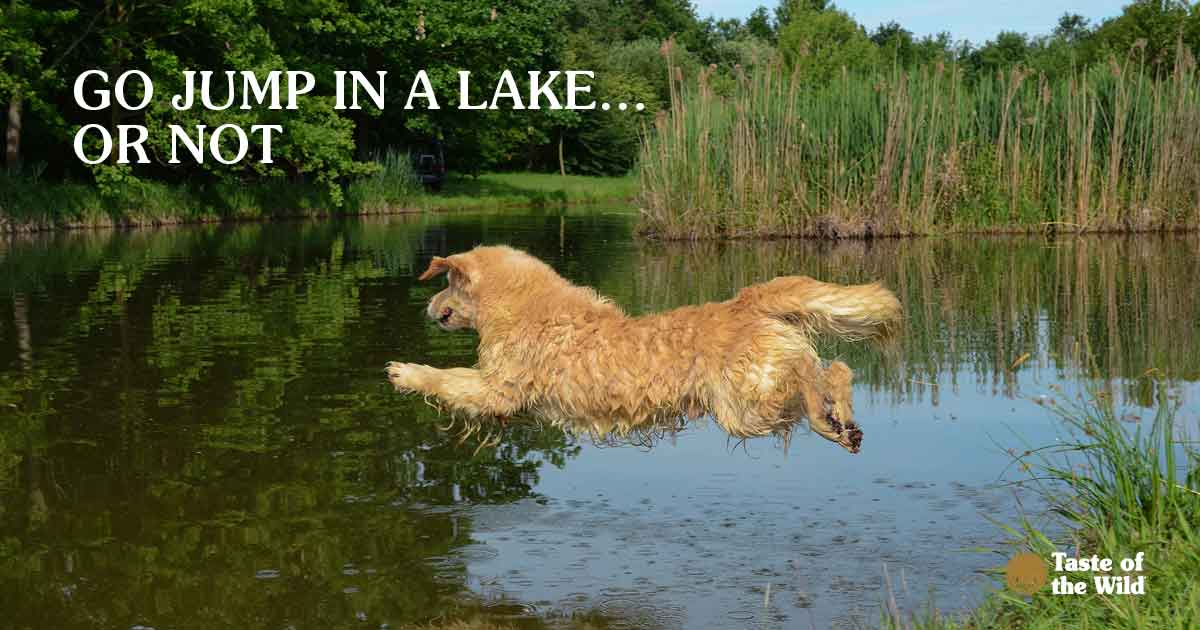 GO JUMP IN A LAKE...
OR NOT
Taste of
the Wild